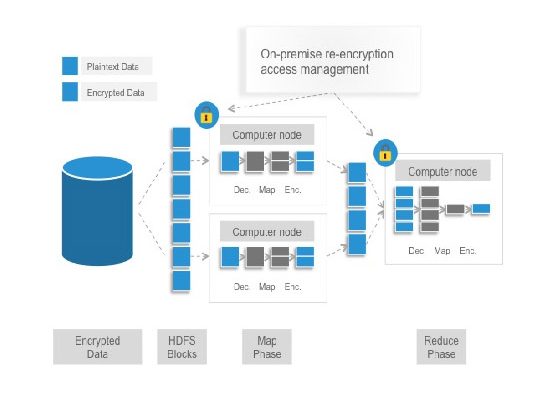 On-premise re-encryption
access management
Plaintext Data
Encrypted Data
Computer node
Dec. Map Enc.
Computer node
Dec. Map Enc.
Computer node
Dec. Map Enc.
Encrypted
Data
HDFS
Blocks
Map
Phase
Reduce
Phase